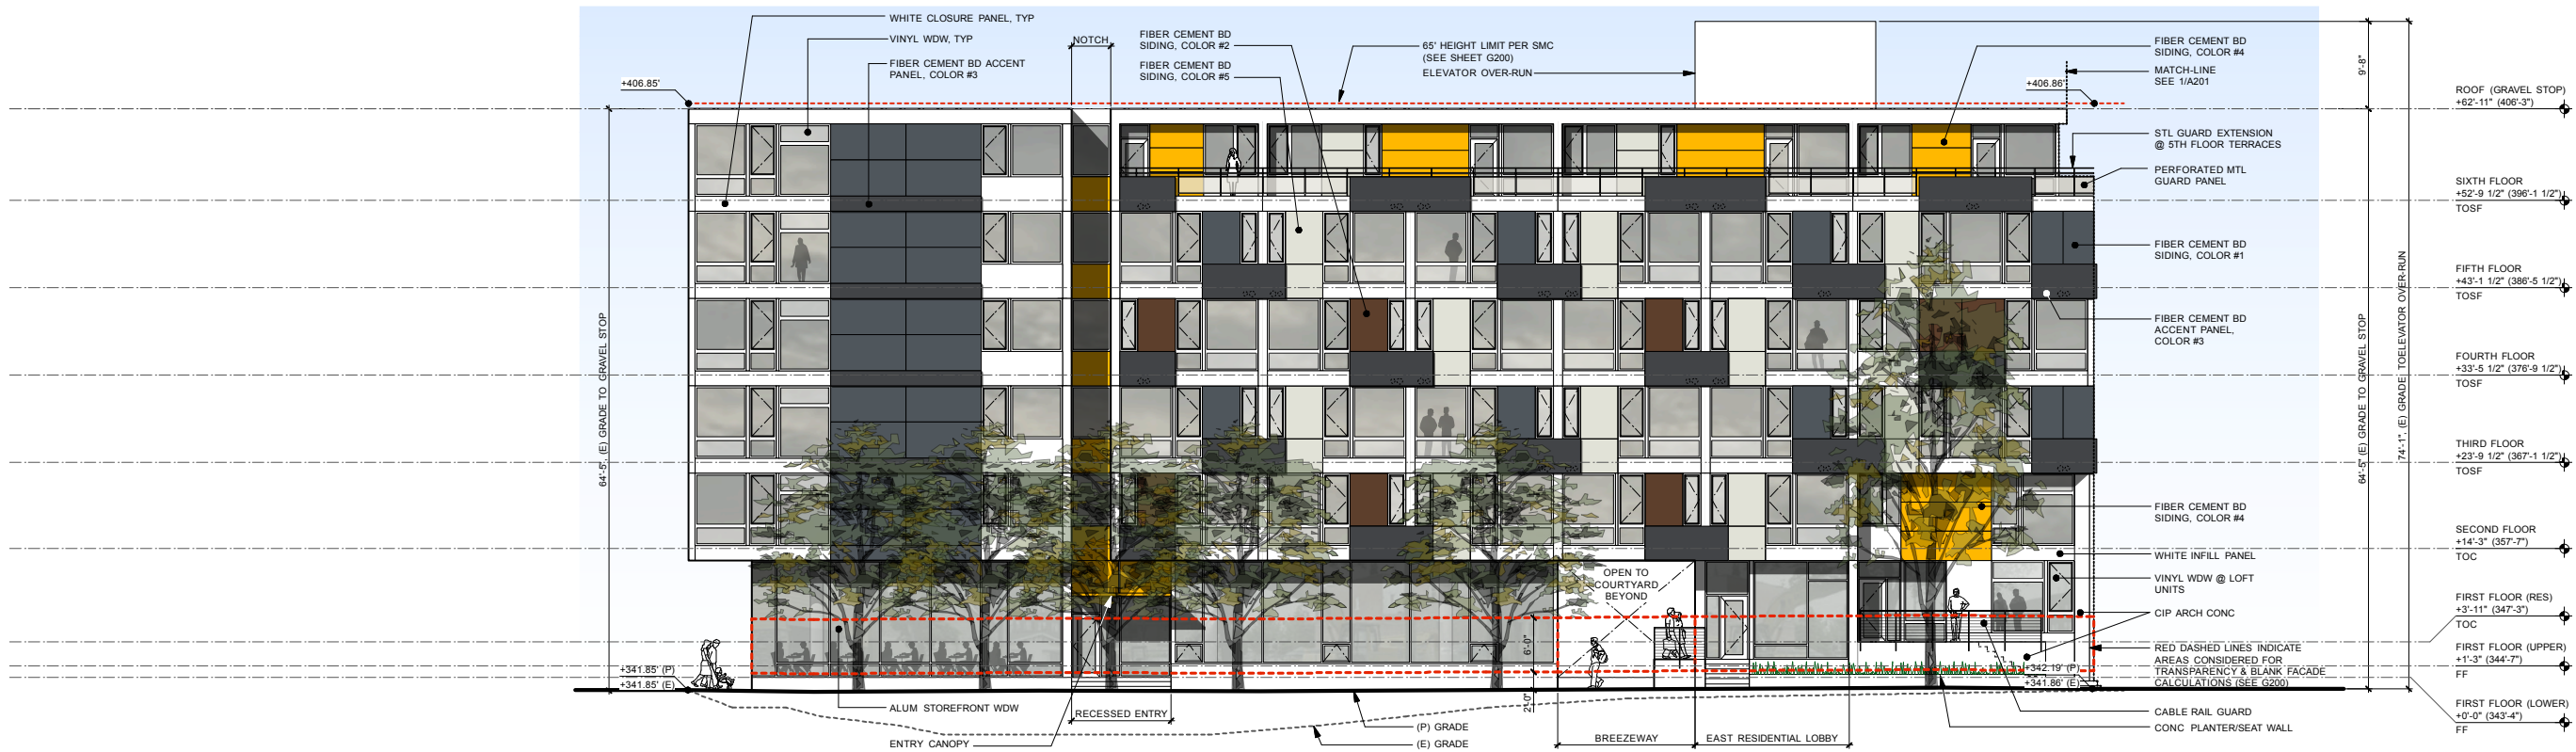 WHITE CLOSURE PANEL, TYP
VINYL WDW, TYP
FIBER CEMENT BD ACCENT
PANEL, COLOR #3
NOTCH
FIBER CEMENT BD
SIDING, COLOR #2
FIBER CEMENT BD
SIDING, COLOR #5
65' HEIGHT LIMIT PER SMC
(SEE SHEET G200)
ELEVATOR OVER-RUN
+406.85'
+406.86'
9'-8"
FIBER CEMENT BD
SIDING, COLOR #4
MATCH-LINE
SEE 1/A201
STL GUARD EXTENSION
@ 5TH FLOOR TERRACES
PERFORATED MTL
GUARD PANEL
FIBER CEMENT BD
SIDING, COLOR #1
FIBER CEMENT BD
ACCENT PANEL,
COLOR #3
FIBER CEMENT BD
SIDING, COLOR #4
WHITE INFILL PANEL
VINYL WDW @ LOFT
UNITS
CIP ARCH CONC
RED DASHED LINES INDICATE
AREAS CONSIDERED FOR
TRANSPARENCY & BLANK FACADE
CALCULATIONS (SEE G200)
CABLE RAIL GUARD
CONC PLANTER/SEAT WALL
ROOF (GRAVEL STOP)
+62'-11" (406'-3")
SIXTH FLOOR
+52'-9 1/2" (396'-1 1/2")
TOSF
FIFTH FLOOR
+43'-1 1/2" (386'-5 1/2")
TOSF
FOURTH FLOOR
+33'-5 1/2" (376'-9 1/2")
TOSF
THIRD FLOOR
+23'-9 1/2" (367'-1 1/2")
TOSF
SECOND FLOOR
+14'-3" (357'-7")
TOC
FIRST FLOOR (RES)
+3'-11" (347'-3")
TOC
FIRST FLOOR (UPPER)
+1'-3" (344'-7")
FF
FIRST FLOOR (LOWER)
+0'-0" (343'-4")
FF
64'-5", (E) GRADE TO GRAVEL STOP
64'-5" (E) GRADE TO GRAVEL STOP
74'-1", (E) GRADE TOELEVATOR OVER-RUN
OPEN TO
COURTYARD
BEYOND
6'-0"
2'-0"
+341.85' (P)
+341.85' (E)
+342.19' (P)
+341.86' (E)
ALUM STOREFRONT WDW
RECESSED ENTRY
ENTRY CANOPY
(P) GRADE
(E) GRADE
BREEZEWAY
EAST RESIDENTIAL LOBBY